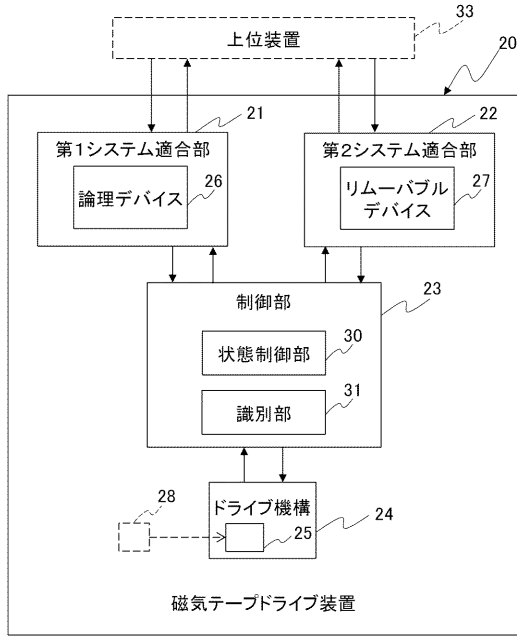 33
上位装置
20
21
第1システム適合部
論理デバイス
26
22
第2システム適合部
リムーバブル
デバイス
27
制御部
23
状態制御部
30
識別部
31
ドライブ機構
24
25
28
磁気テープドライブ装置